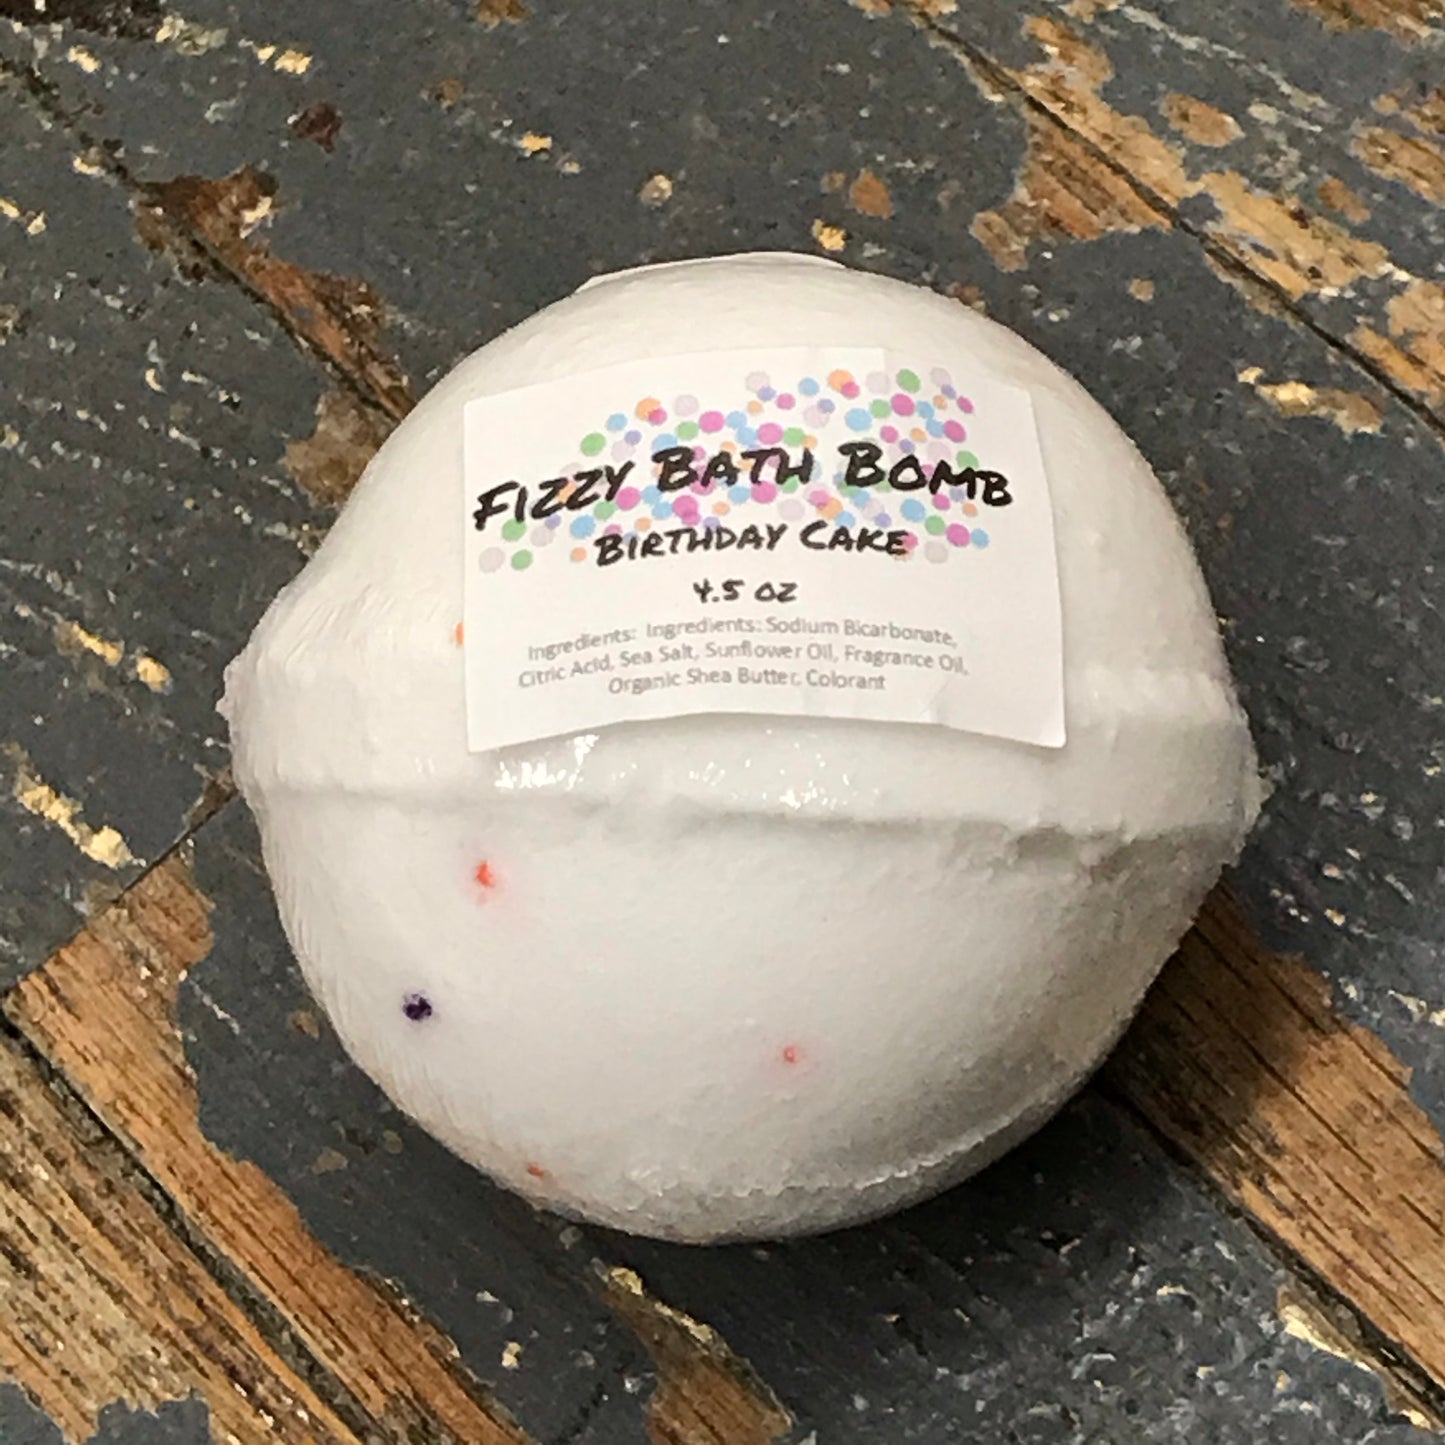 Fizzy Bath Bomb
Birthday Cake
4.5 oz
Ingredients: Ingredients: Sodium Bicarbonate,
Citric Acid, Sea Salt, Sunflower Oil, Fragrance Oil,
Organic Shea Butter, Colorant